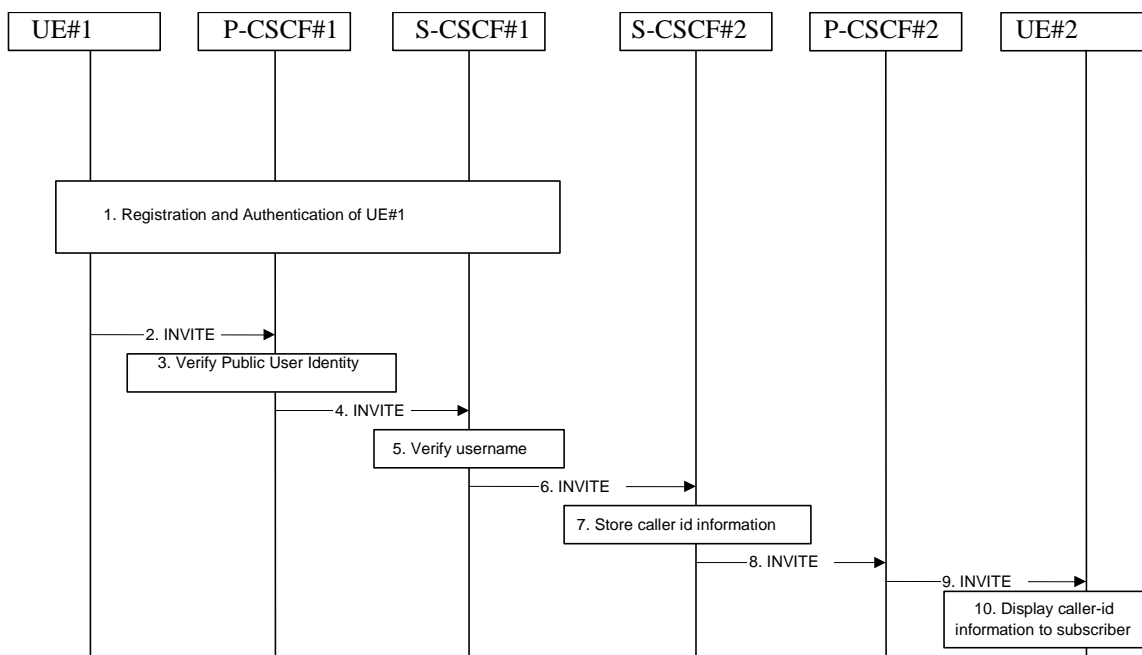 UE#1
P-CSCF#1
S-CSCF#1
S-CSCF#2
P-CSCF#2
UE#2
1. Registration and Authentication of UE#1
2. INVITE
3. Verify Public User Identity
4. INVITE
5. Verify username
6. INVITE
7. Store caller id information
8. INVITE
9. INVITE
10. Display caller-id
information to subscriber